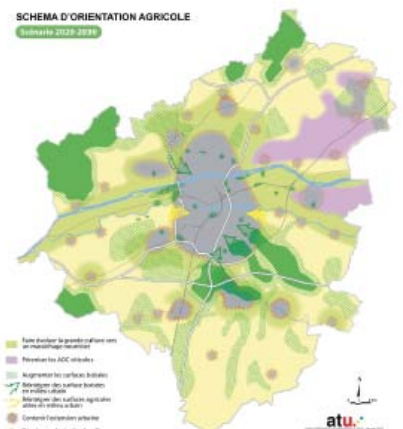 SCHEMA D'ORIENTATION AGRICOLE
Scénario 2020-2030
Faire évoluer la grande culture vers
un maraîchage nourricier
Pérenniser les AOC viticoles
Augmenter les surfaces boisées
Réintégrer des surfaces boisées
en milieu urbain
Réintégrer des surfaces agricoles
utiles en milieu urbain
Contenir l'extension urbaine
atu